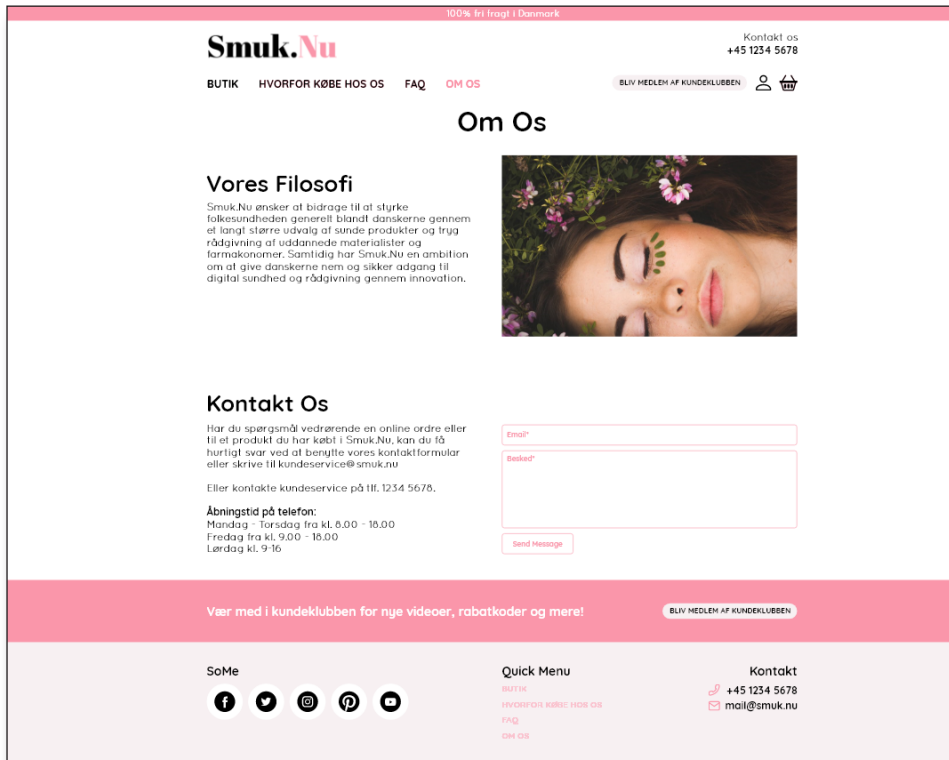 100% fri fragt i Danmark
Smuk.Nu
Kontakt os
+45 1234 5678
BUTIK HVORFOR KØBE HOS OS FAQ OM OS
BLIV MEDLEM AF KUNDEKLUBBEN
Om Os
Vores Filosofi
Smuk.Nu ønsker at bidrage til at styrke
folkesundheden generelt blandt danskerne gennem
et langt større udvalg af sunde produkter og tryg
rådgivning af uddannede materialister og
farmakonomer. Samtidig har Smuk.Nu en ambition
om at give danskerne nem og sikker adgang til
digital sundhed og rådgivning gennem innovation.
Kontakt Os
Har du spørgsmål vedrørende en online ordre eller
til et produkt du har købt i Smuk.Nu, kan du få
hurtigt svar ved at benytte vores kontaktformular
eller skrive til kundeservice@smuk.nu
Eller kontakte kundeservice på tlf. 1234 5678.
Åbningstid på telefon:
Mandag - Torsdag fra kl. 8.00 - 18.00
Fredag fra kl. 9.00 - 18.00
Lørdag kl. 9-16
Email*
Besked*
Send Message
Vær med i kundeklubben for nye videoer, rabatkoder og mere!
BLIV MEDLEM AF KUNDEKLUBBEN
SoMe
Quick Menu
BUTIK
HVORFOR KØBE HOS OS
FAQ
OM OS
Kontakt
+45 1234 5678
mail@smuk.nu